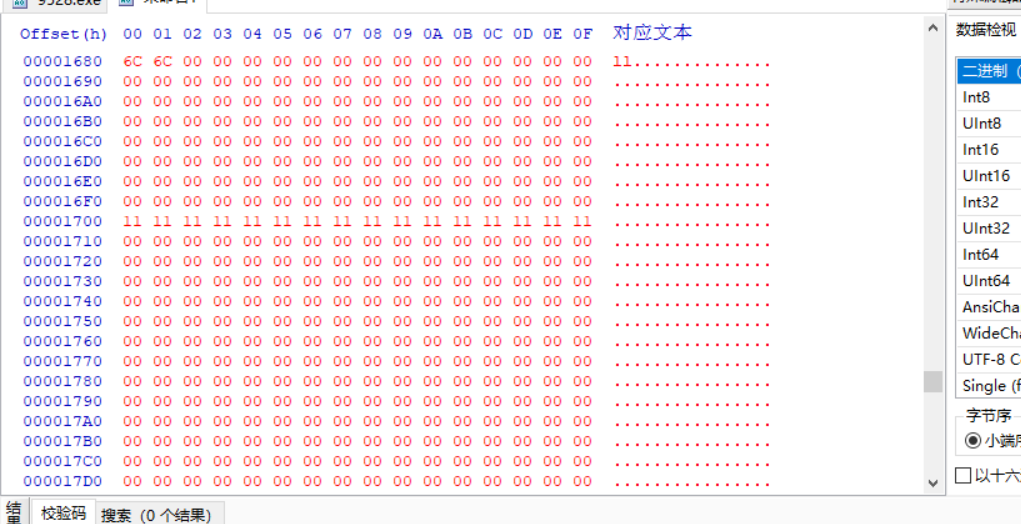 9528.exe
Offset(h) 00 01 02 03 04 05 06 07 08 09 0A 0B 0C 0D 0E 0F 对应文本
00001680 6C 6C 00 00 00 00 00 00 00 00 00 00 00 00 00 00 ll..............
00001690 00 00 00 00 00 00 00 00 00 00 00 00 00 00 00 00 ................
000016A0 00 00 00 00 00 00 00 00 00 00 00 00 00 00 00 00 ................
000016B0 00 00 00 00 00 00 00 00 00 00 00 00 00 00 00 00 ................
000016C0 00 00 00 00 00 00 00 00 00 00 00 00 00 00 00 00 ................
000016D0 00 00 00 00 00 00 00 00 00 00 00 00 00 00 00 00 ................
000016E0 00 00 00 00 00 00 00 00 00 00 00 00 00 00 00 00 ................
000016F0 00 00 00 00 00 00 00 00 00 00 00 00 00 00 00 00 ................
00001700 11 11 11 11 11 11 11 11 11 11 11 11 11 11 11 11 ................
00001710 00 00 00 00 00 00 00 00 00 00 00 00 00 00 00 00 ................
00001720 00 00 00 00 00 00 00 00 00 00 00 00 00 00 00 00 ................
00001730 00 00 00 00 00 00 00 00 00 00 00 00 00 00 00 00 ................
00001740 00 00 00 00 00 00 00 00 00 00 00 00 00 00 00 00 ................
00001750 00 00 00 00 00 00 00 00 00 00 00 00 00 00 00 00 ................
00001760 00 00 00 00 00 00 00 00 00 00 00 00 00 00 00 00 ................
00001770 00 00 00 00 00 00 00 00 00 00 00 00 00 00 00 00 ................
00001780 00 00 00 00 00 00 00 00 00 00 00 00 00 00 00 00 ................
00001790 00 00 00 00 00 00 00 00 00 00 00 00 00 00 00 00 ................
000017A0 00 00 00 00 00 00 00 00 00 00 00 00 00 00 00 00 ................
000017B0 00 00 00 00 00 00 00 00 00 00 00 00 00 00 00 00 ................
000017C0 00 00 00 00 00 00 00 00 00 00 00 00 00 00 00 00 ................
000017D0 00 00 00 00 00 00 00 00 00 00 00 00 00 00 00 00 ................
数据检视
二进制 (
Int8
UInt8
Int16
UInt16
Int32
UInt32
Int64
UInt64
AnsiCha
WideCha
UTF-8 C
Single (f
字节序
小端序
以十六
结果
校验码 搜索 (0 个结果)